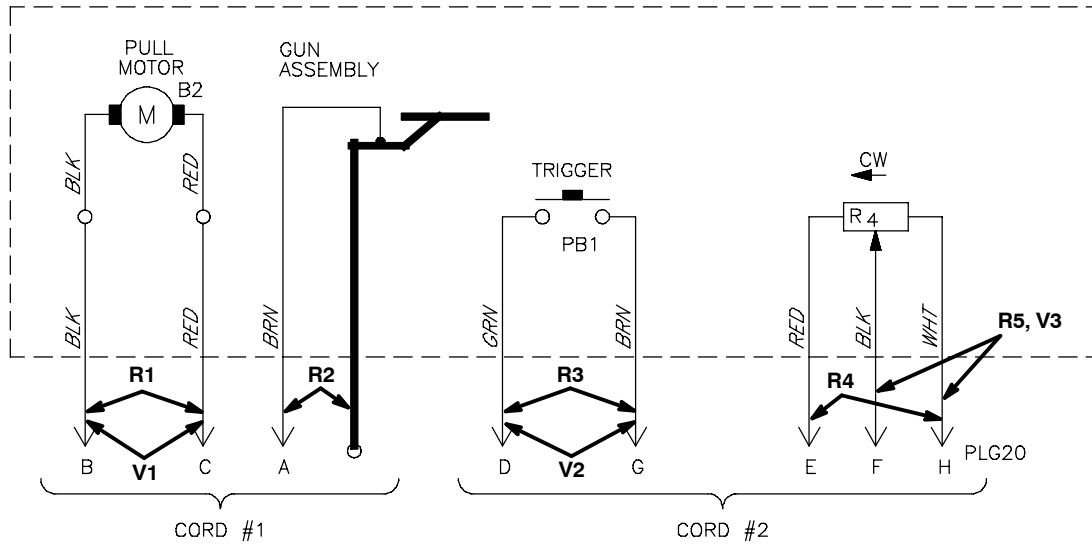 PULL
MOTOR
B2
M
GUN
ASSEMBLY
BLK
RED
TRIGGER
PB1
CW
R 4
BLK
RED
BRN
GRN
BRN
RED
BLK
WHT
R5, V3
R1
R2
R3
R4
B
V1
C
A
D
V2
G
E
F
H
PLG20
CORD #1
CORD #2